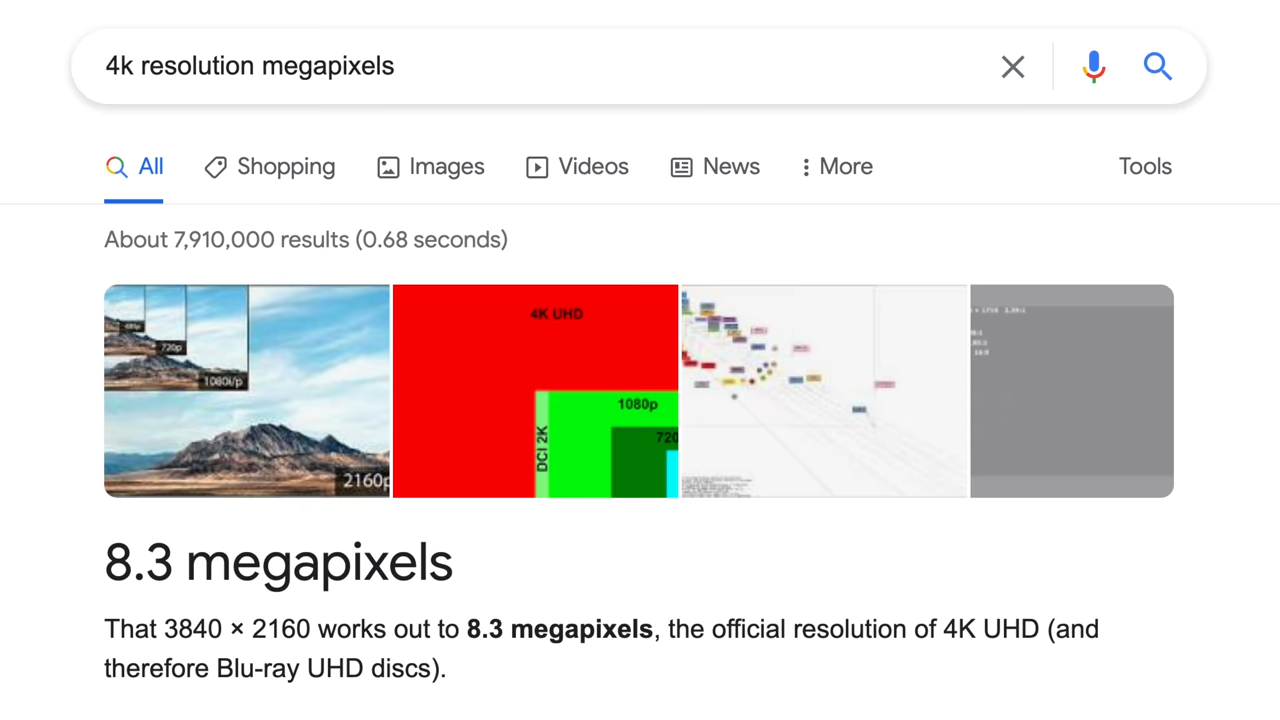 4k resolution megapixels
All Shopping Images Videos News More Tools
About 7,910,000 results (0.68 seconds)
480p
720p
1080i/p
2160p
4K UHD
1080p
DCI 2K
720
8.3 megapixels
That 3840 × 2160 works out to 8.3 megapixels, the official resolution of 4K UHD (and
therefore Blu-ray UHD discs).